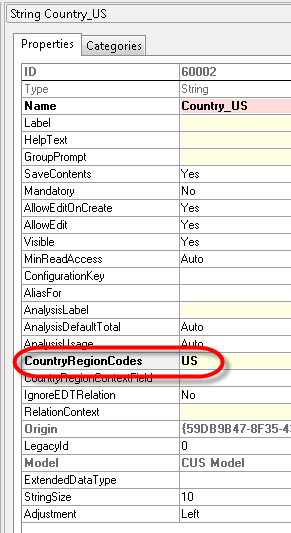 String Country_US
Properties Categories
ID 60002
Type String
Name Country_US
Label
HelpText
GroupPrompt
SaveContents Yes
Mandatory No
AllowEditOnCreate Yes
AllowEdit Yes
Visible Yes
MinReadAccess Auto
ConfigurationKey
AliasFor
AnalysisLabel
AnalysisDefaultTotal Auto
AnalysisUsage Auto
CountryRegionCodes US
CountryRegionContextField
IgnoreEDTRelation No
RelationContext
Origin {59DB9B47-8F35-43
LegacyId 0
Model CUS Model
ExtendedDataType
StringSize 10
Adjustment Left